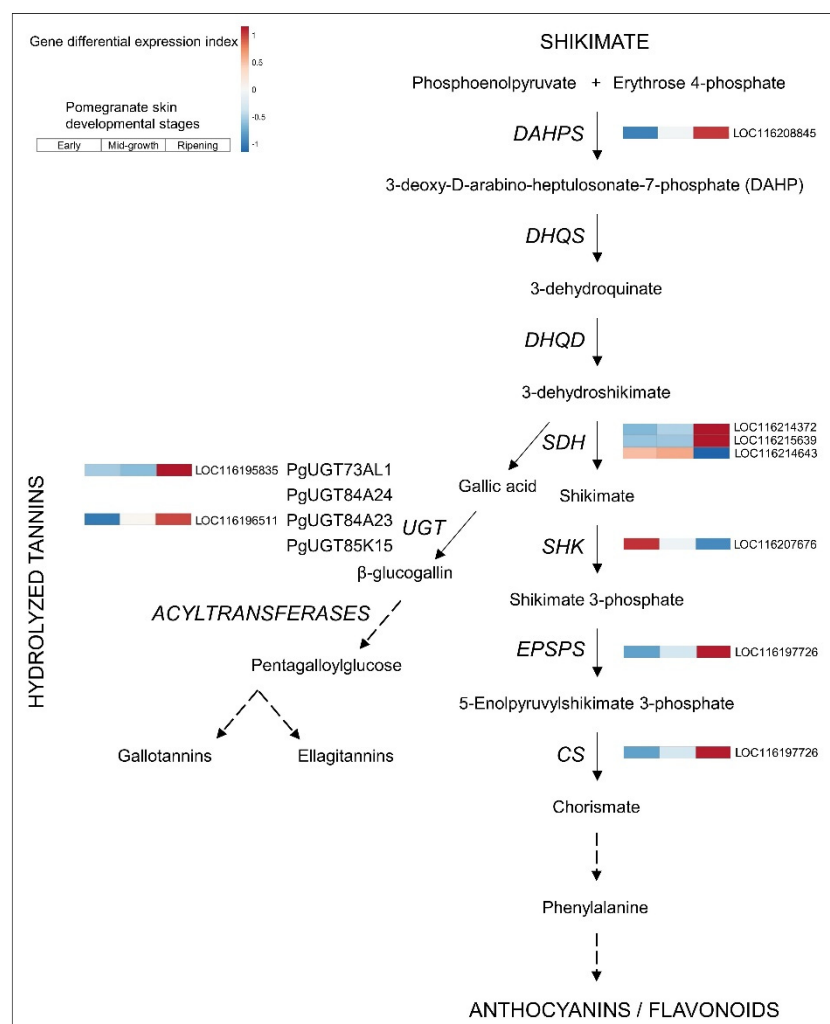 Gene differential expression index
1
0.5
0
-0.5
-1
Pomegranate skin
developmental stages
Early Mid-growth Ripening
SHIKIMATE
Phosphoenolpyruvate + Erythrose 4-phosphate
DAHPS
LOC116208845
3-deoxy-D-arabino-heptulosonate-7-phosphate (DAHP)
DHQS
3-dehydroquinate
DHQD
3-dehydroshikimate
SDH
LOC116214372
LOC116215639
LOC116214643
Gallic acid
Shikimate
LOC116195835 PgUGT73AL1
PgUGT84A24
LOC116196511 PgUGT84A23
PgUGT85K15
UGT
β-glucogallin
SHK
LOC116207676
Shikimate 3-phosphate
HYDROLYZED TANNINS
ACYLTRANSFERASES
Pentagalloylglucose
Gallotannins
Ellagitannins
EPSPS
LOC116197726
5-Enolpyruvylshikimate 3-phosphate
CS
LOC116197726
Chorismate
Phenylalanine
ANTHOCYANINS / FLAVONOIDS